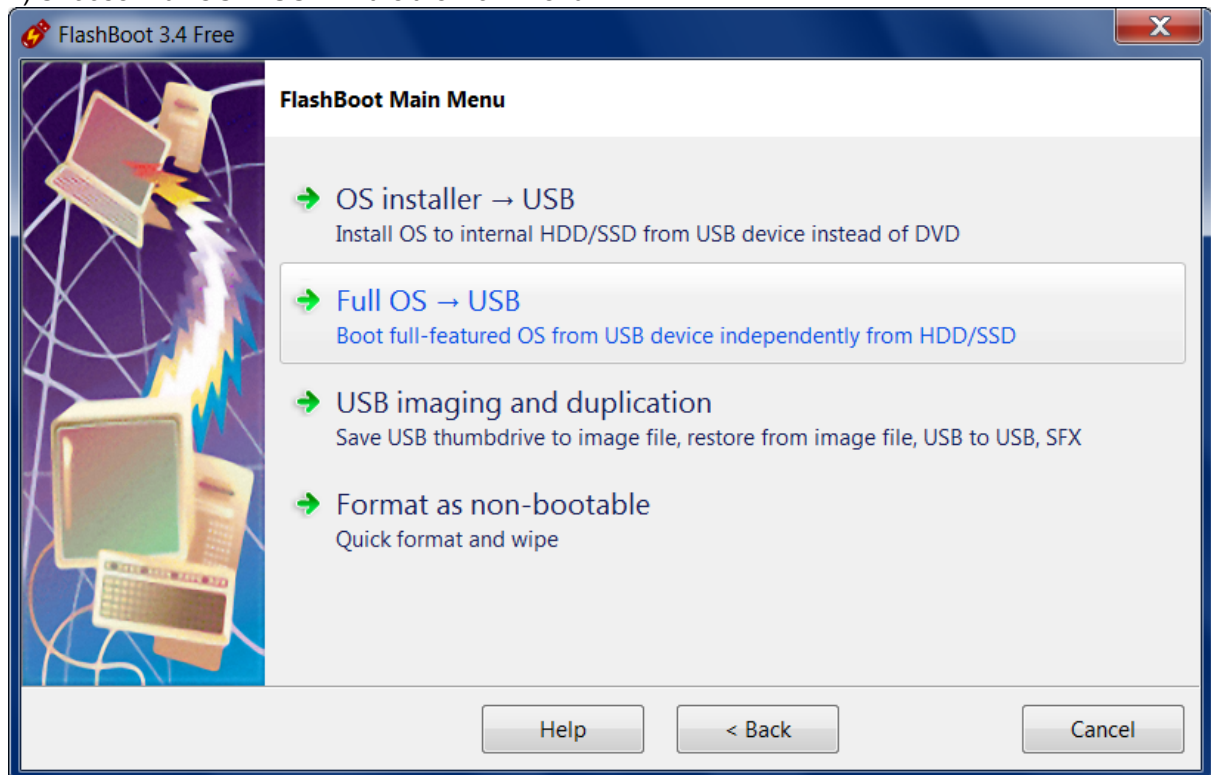 FlashBoot 3.4 Free
FlashBoot Main Menu
OS installer → USB
Install OS to internal HDD/SSD from USB device instead of DVD
Full OS → USB
Boot full-featured OS from USB device independently from HDD/SSD
USB imaging and duplication
Save USB thumbdrive to image file, restore from image file, USB to USB, SFX
Format as non-bootable
Quick format and wipe
Help
< Back
Cancel